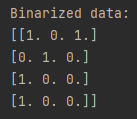 Binarized data:
[[1. 0. 1.]
[0. 1. 0.]
[1. 0. 0.]
[1. 0. 0.]]